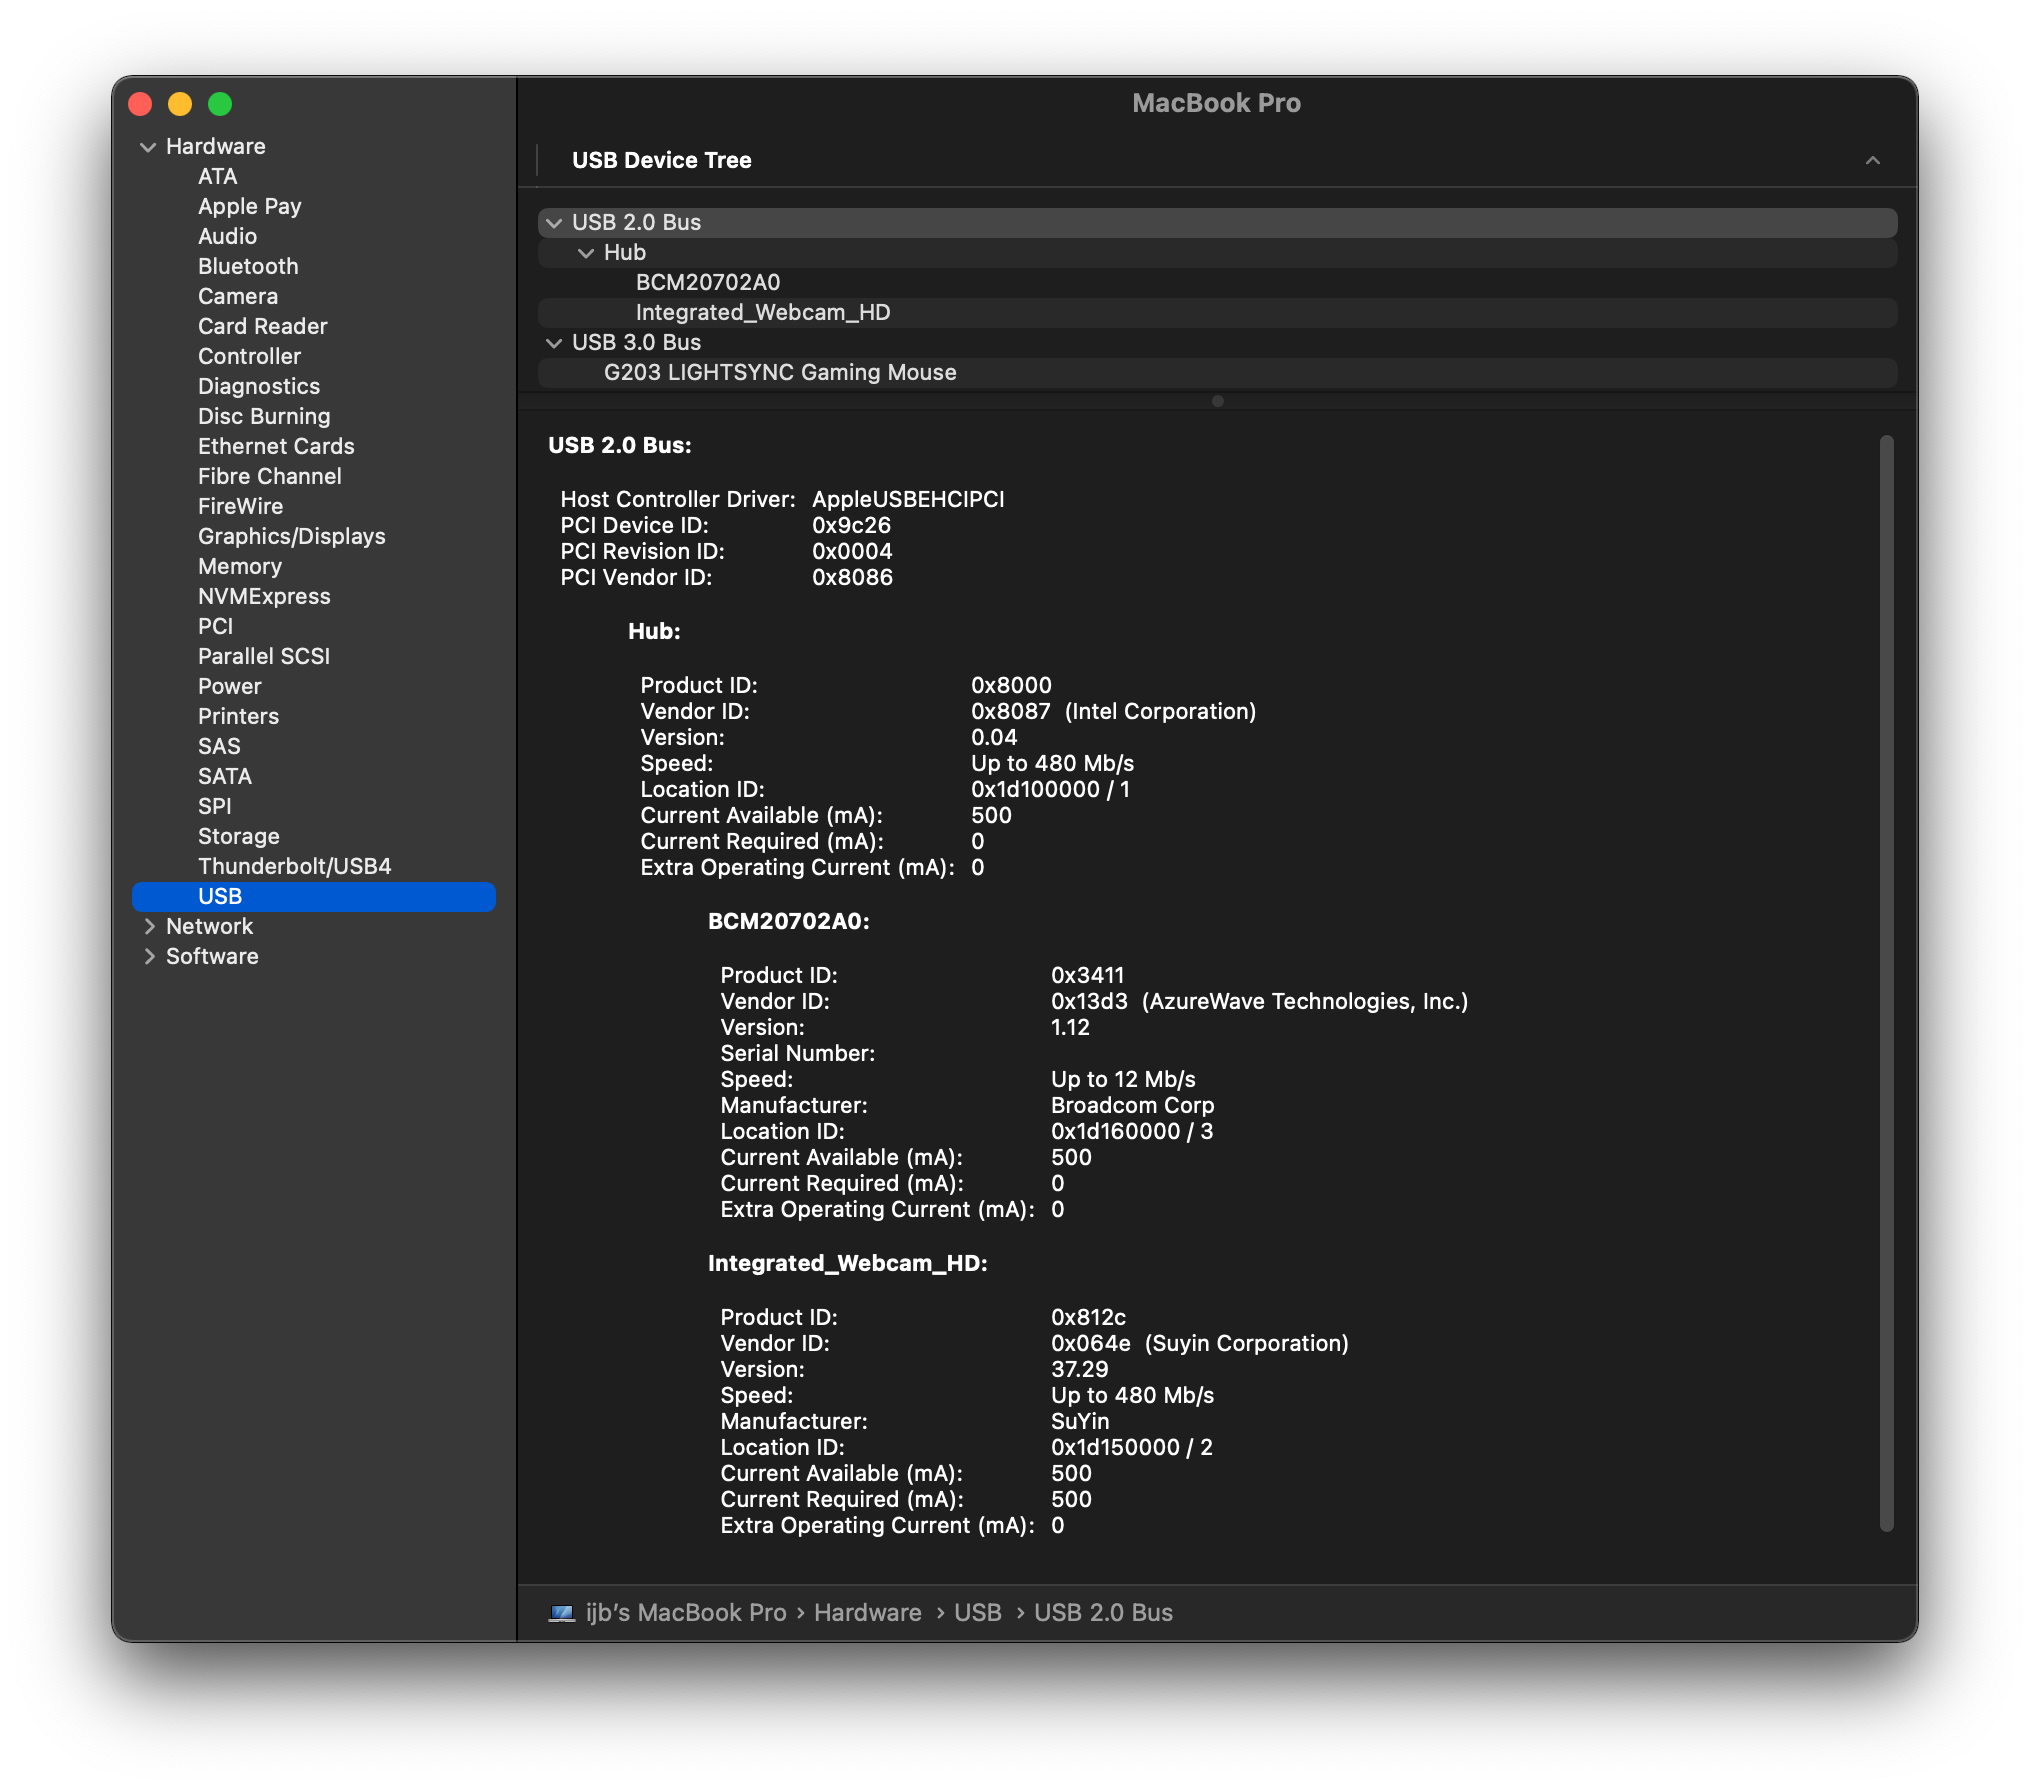 MacBook Pro
Hardware
ATA
Apple Pay
Audio
Bluetooth
Camera
Card Reader
Controller
Diagnostics
Disc Burning
Ethernet Cards
Fibre Channel
FireWire
Graphics/Displays
Memory
NVMExpress
PCI
Parallel SCSI
Power
Printers
SAS
SATA
SPI
Storage
Thunderbolt/USB4
USB
Network
Software
USB Device Tree
USB 2.0 Bus
Hub
BCM20702A0
Integrated_Webcam_HD
USB 3.0 Bus
G203 LIGHTSYNC Gaming Mouse
USB 2.0 Bus:
Host Controller Driver: AppleUSBEHCIPCI
PCI Device ID: 0x9c26
PCI Revision ID: 0x0004
PCI Vendor ID: 0x8086
Hub:
Product ID: 0x8000
Vendor ID: 0x8087 (Intel Corporation)
Version: 0.04
Speed: Up to 480 Mb/s
Location ID: 0x1d100000 / 1
Current Available (mA): 500
Current Required (mA): 0
Extra Operating Current (mA): 0
BCM20702A0:
Product ID: 0x3411
Vendor ID: 0x13d3 (AzureWave Technologies, Inc.)
Version: 1.12
Serial Number:
Speed: Up to 12 Mb/s
Manufacturer: Broadcom Corp
Location ID: 0x1d160000 / 3
Current Available (mA): 500
Current Required (mA): 0
Extra Operating Current (mA): 0
Integrated_Webcam_HD:
Product ID: 0x812c
Vendor ID: 0x064e (Suyin Corporation)
Version: 37.29
Speed: Up to 480 Mb/s
Manufacturer: SuYin
Location ID: 0x1d150000 / 2
Current Available (mA): 500
Current Required (mA): 500
Extra Operating Current (mA): 0
ijb’s MacBook Pro › Hardware › USB › USB 2.0 Bus